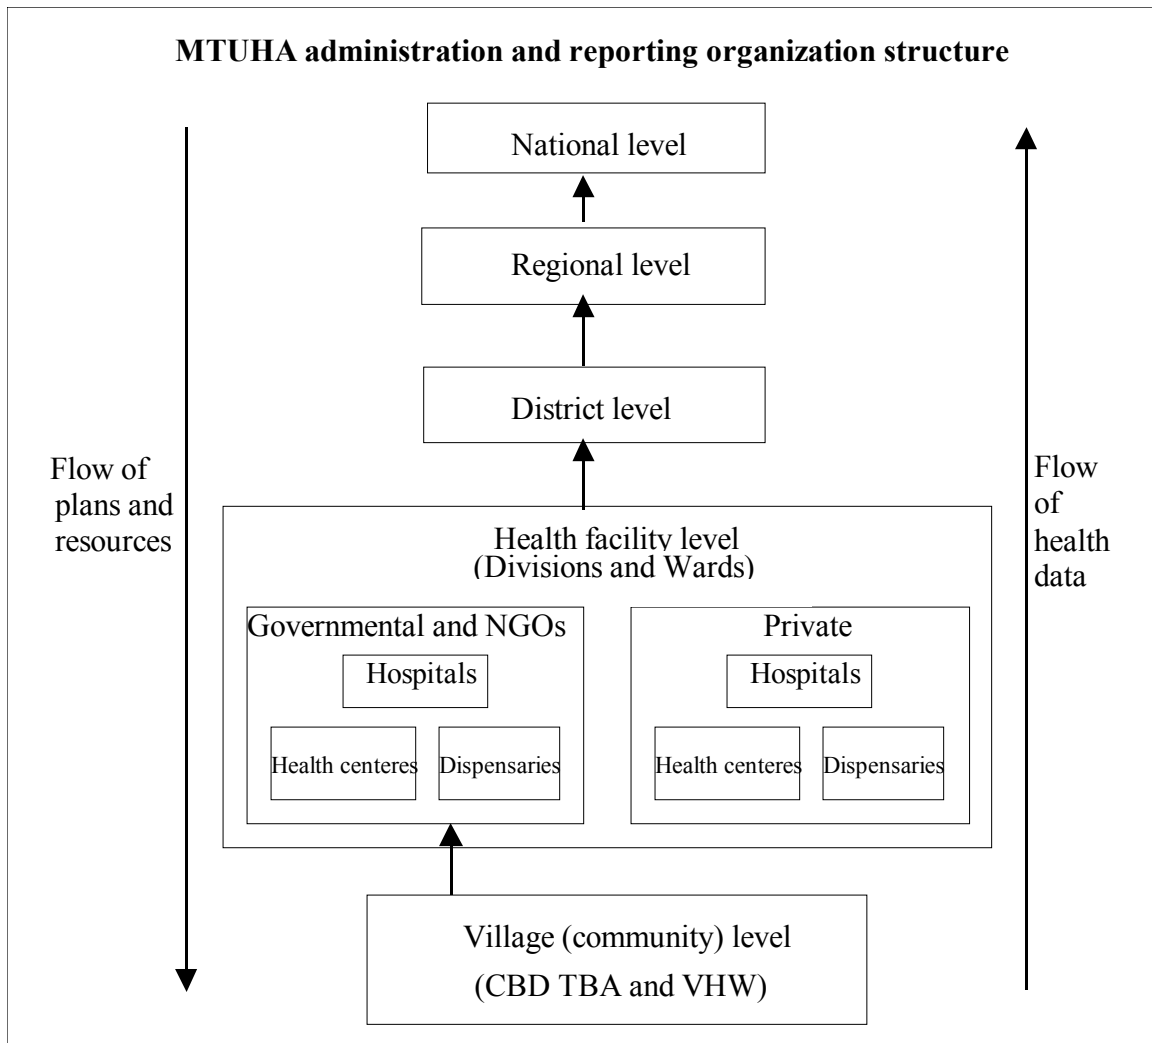 MTUHA administration and reporting organization structure
National level
Regional level
District level
Flow of
plans and
resources
Flow
of
health
data
Health facility level
(Divisions and Wards)
Governmental and NGOs
Hospitals
Health centeres
Dispensaries
Private
Hospitals
Health centeres
Dispensaries
Village (community) level
(CBD TBA and VHW)